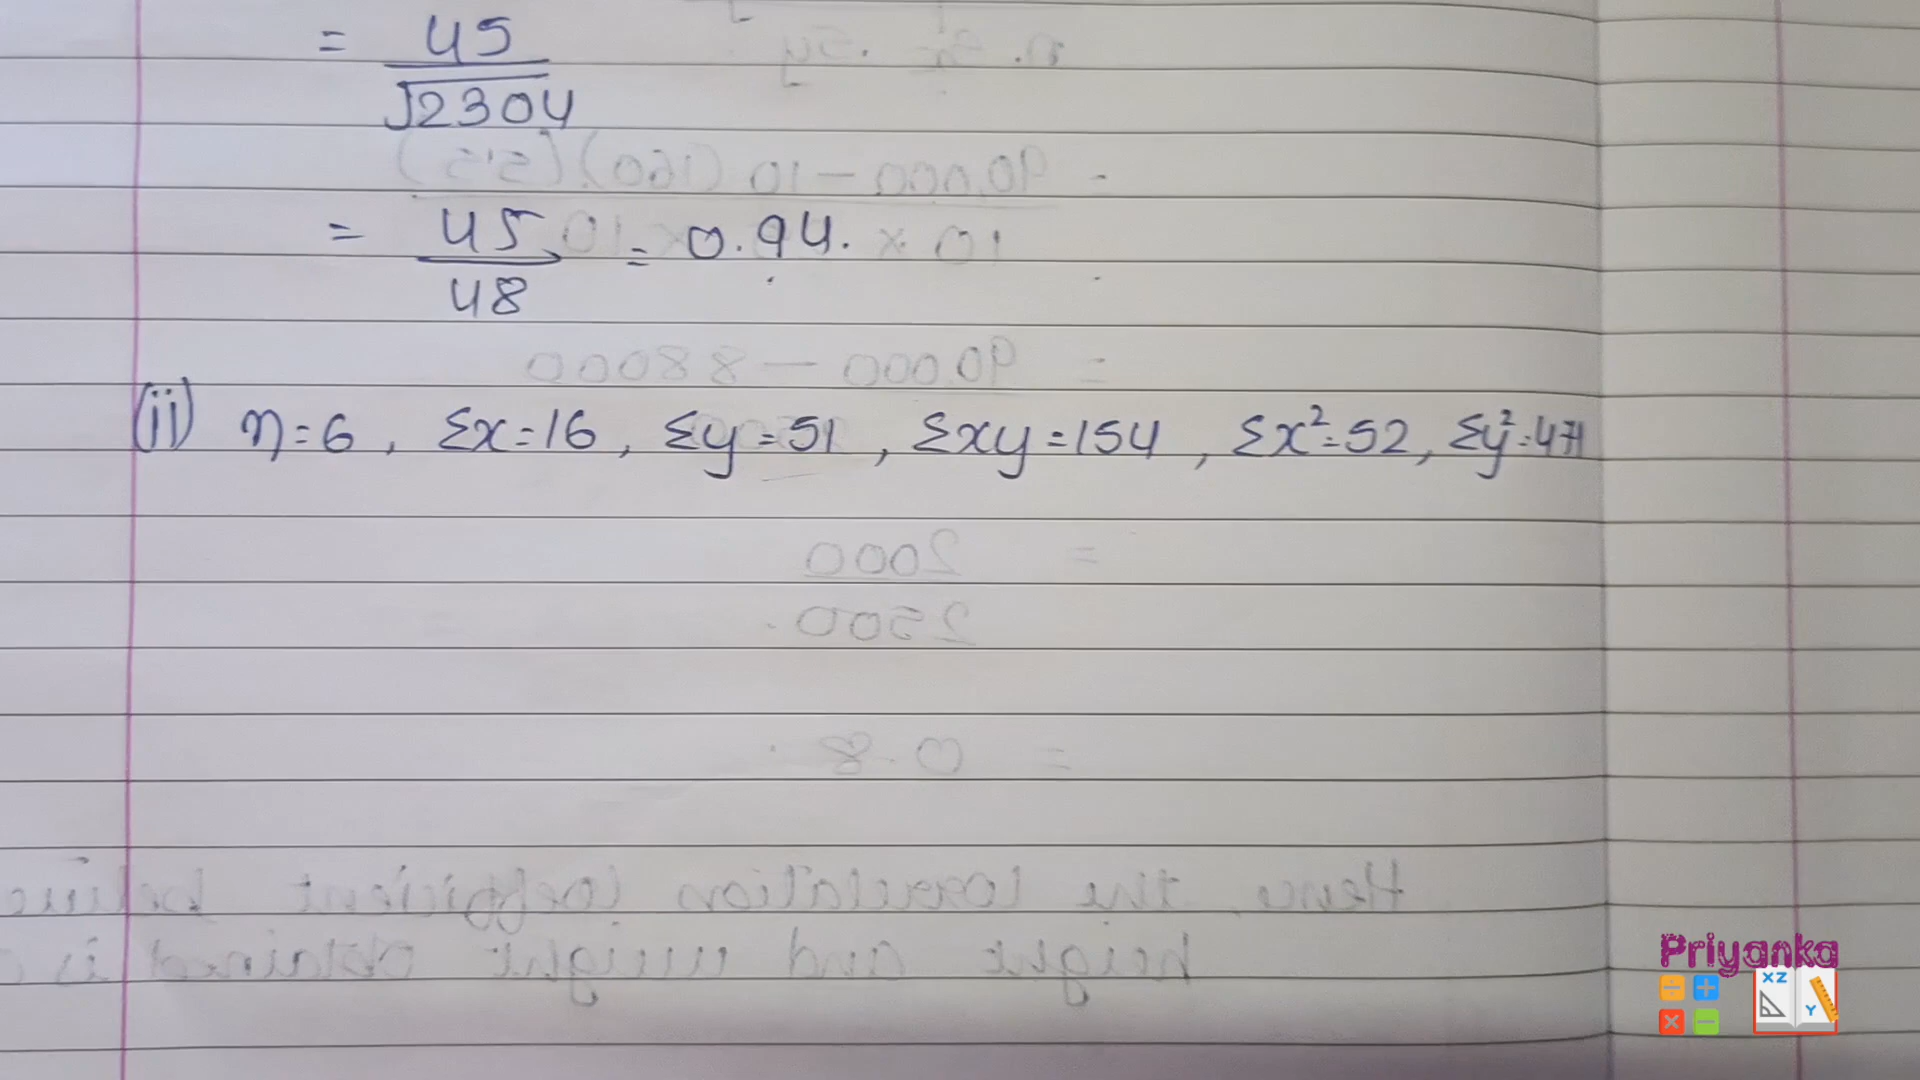 = 45
√2304
= 45 = 0.94.
48
(ii) n=6, Σx=16, Σy=51, Σxy=154, Σx²=52, Σy²=471
Priyanka
XZ
Y